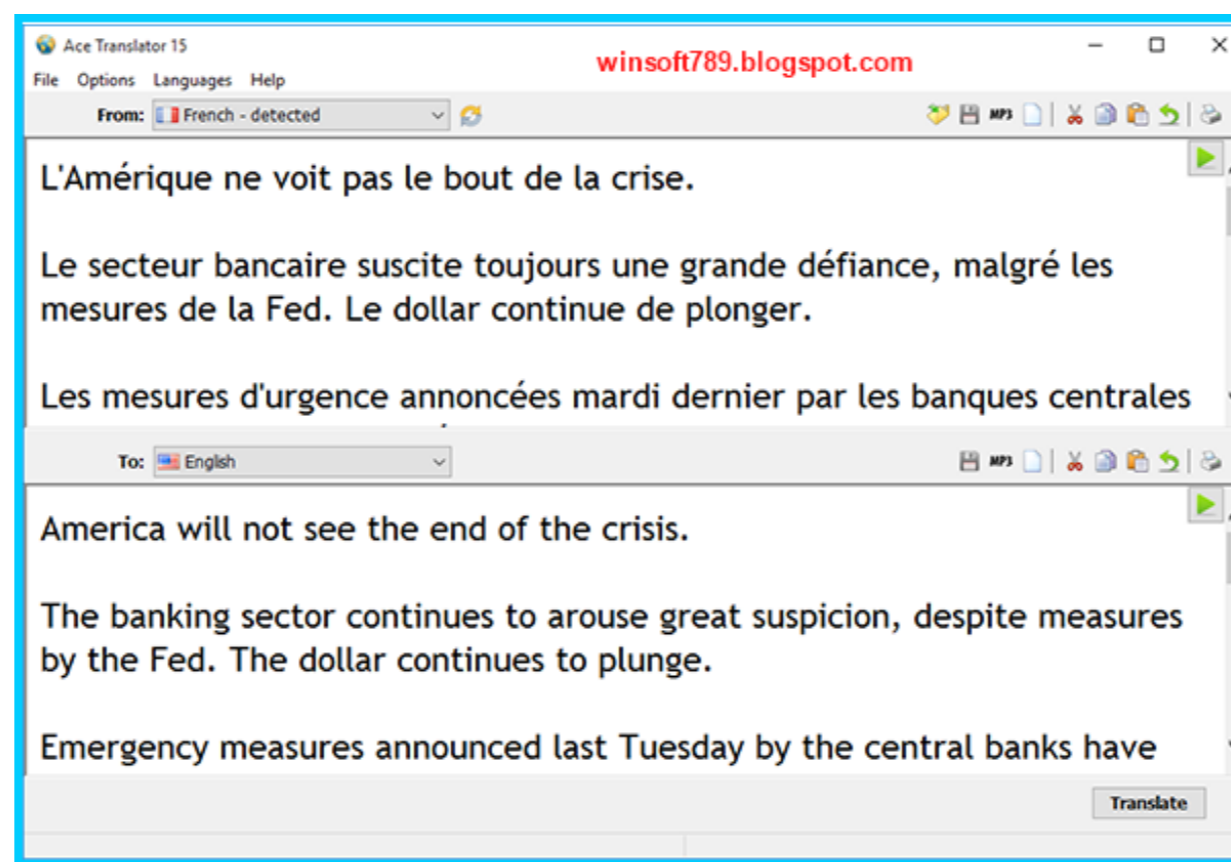 Ace Translator 15
winsoft789.blogspot.com
File Options Languages Help
From: French - detected
MP3
L'Amérique ne voit pas le bout de la crise.
Le secteur bancaire suscite toujours une grande défiance, malgré les
mesures de la Fed. Le dollar continue de plonger.
Les mesures d'urgence annoncées mardi dernier par les banques centrales
To: English
MP3
America will not see the end of the crisis.
The banking sector continues to arouse great suspicion, despite measures
by the Fed. The dollar continues to plunge.
Emergency measures announced last Tuesday by the central banks have
Translate